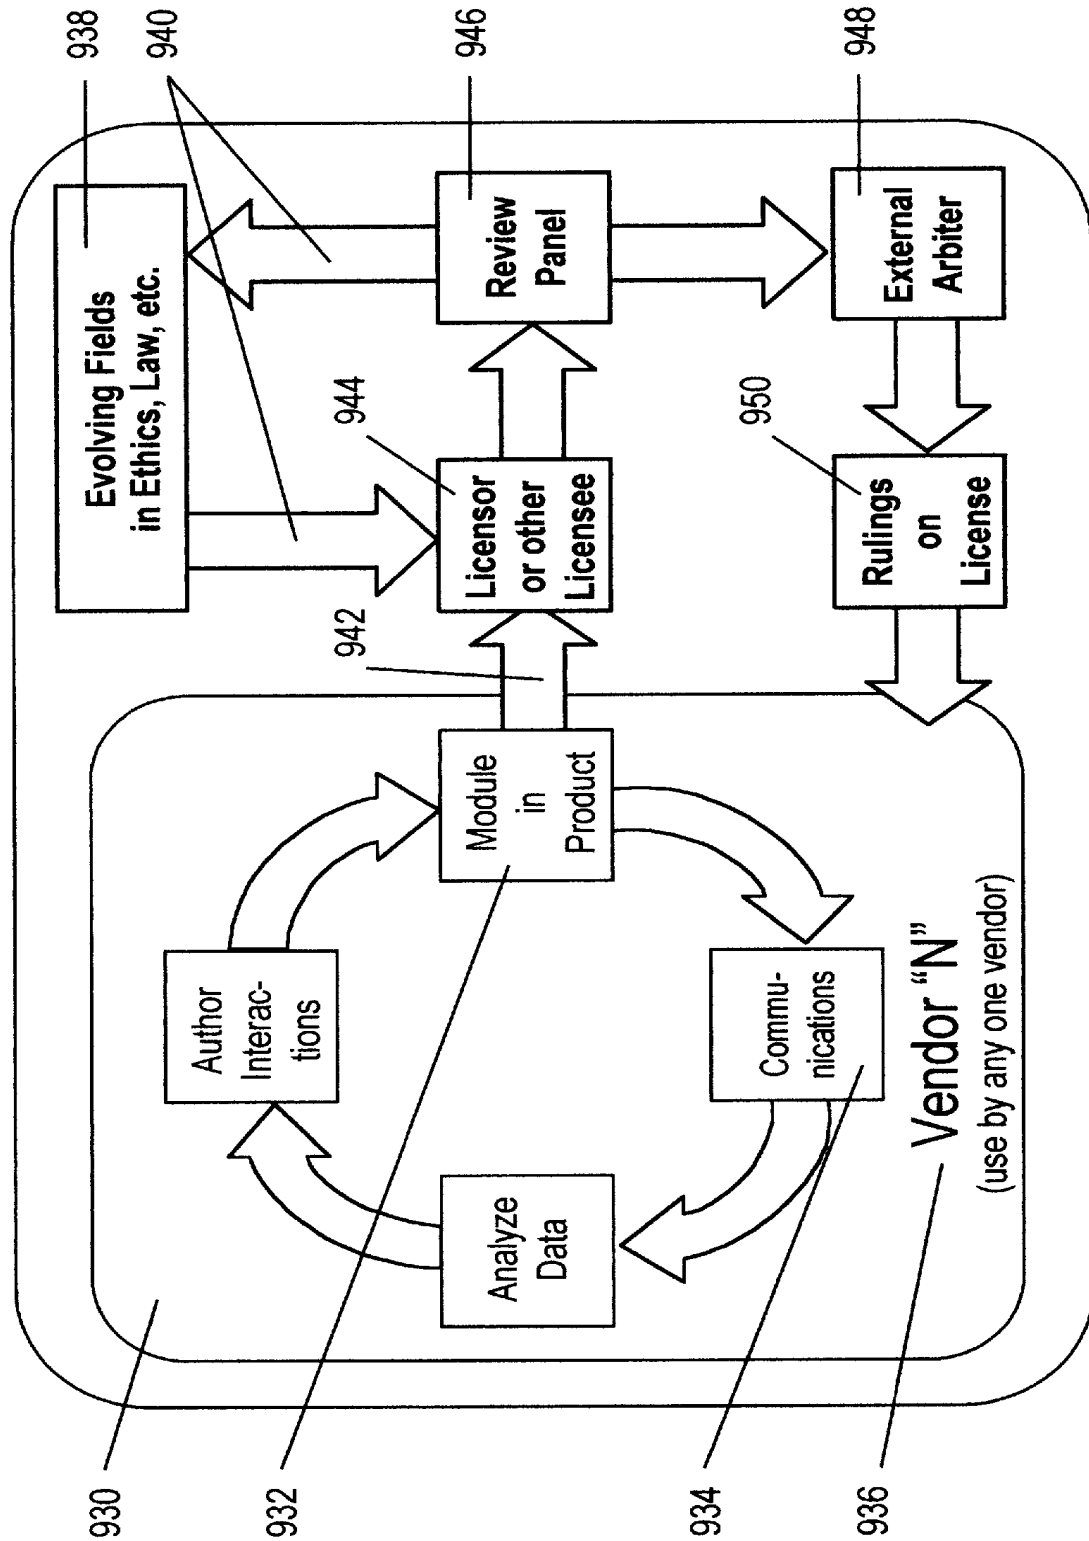 938
940
946
948
Evolving Fields
in Ethics, Law, etc.
Review
Panel
External
Arbiter
944
950
Licensor
or other
Licensee
Rulings
on
License
942
Module
in
Product
Author
Interac-
tions
Commu-
nications
Analyze
Data
Vendor “N”
(use by any one vendor)
930
932
934
936